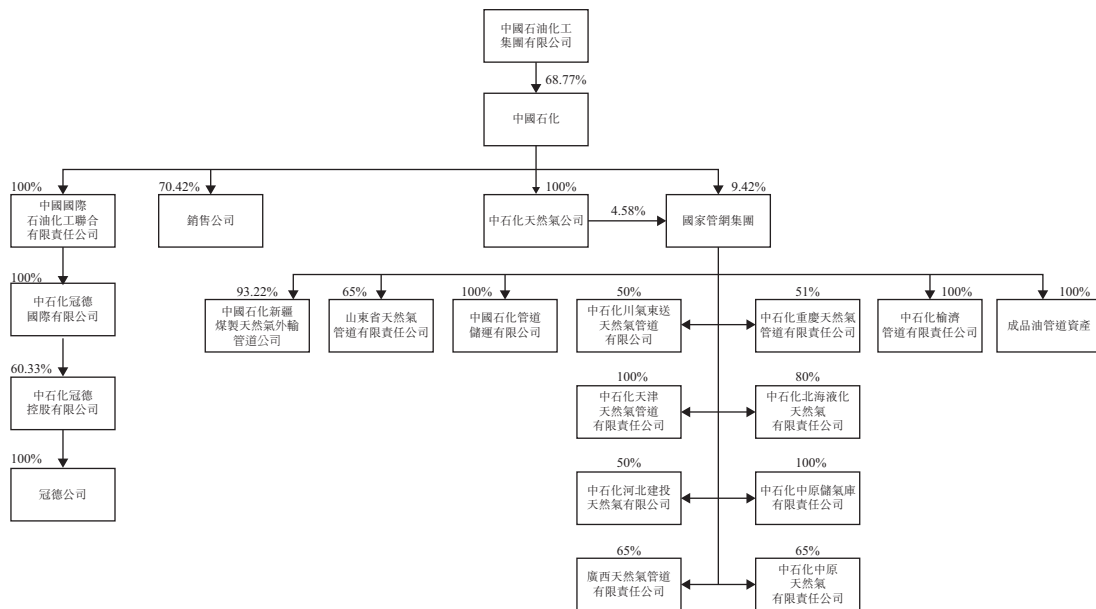 中國石油化工
集團有限公司
68.77%
中國石化
100%
70.42%
100%
9.42%
中國國際
石油化工聯合
有限責任公司
銷售公司
中石化天然氣公司
4.58%
國家管網集團
100%
中石化冠德
國際有限公司
93.22%
65%
100%
50%
51%
100%
100%
中國石化新疆
煤製天然氣外輸
管道公司
山東省天然氣
管道有限責任公司
中國石化管道
儲運有限公司
中石化川氣東送
天然氣管道
有限公司
中石化重慶天然氣
管道有限責任公司
中石化榆濟
管道有限責任公司
成品油管道資產
60.33%
中石化冠德
控股有限公司
100%
80%
中石化天津
天然氣管道
有限責任公司
中石化北海液化
天然氣
有限責任公司
100%
冠德公司
50%
100%
中石化河北建投
天然氣有限公司
中石化中原儲氣庫
有限責任公司
65%
65%
廣西天然氣管道
有限責任公司
中石化中原
天然氣
有限責任公司